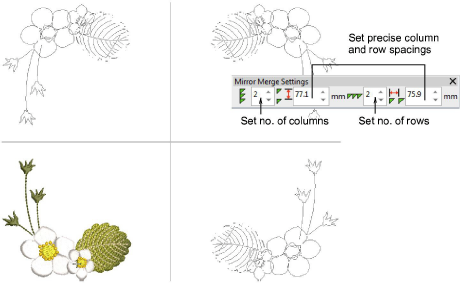 Set precise column
and row spacings
Mirror Merge Settings
2 77.1 mm 2 75.9 mm
Set no. of columns Set no. of rows